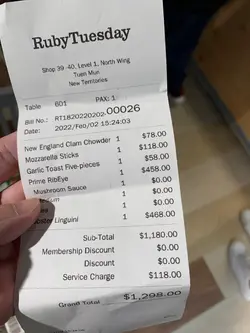 RubyTuesday
Shop 39-40, Level 1, North Wing
Tuen Mun
New Territories
Table 601 PAX: 1
Bill No.: RT1820220202-00026
Date: 2022/Feb/02 15:24:03
New England Clam Chowder 1 $78.00
Mozzarella Sticks 1 $118.00
Garlic Toast Five-pieces 1 $58.00
Prime RibEye 1 $458.00
Mushroom Sauce 1 $0.00
1 $0.00
1 $0.00
Linguini 1 $468.00
Sub-Total $1,180.00
Membership Discount $0.00
Discount $0.00
Service Charge $118.00
Grand Total $1,298.00